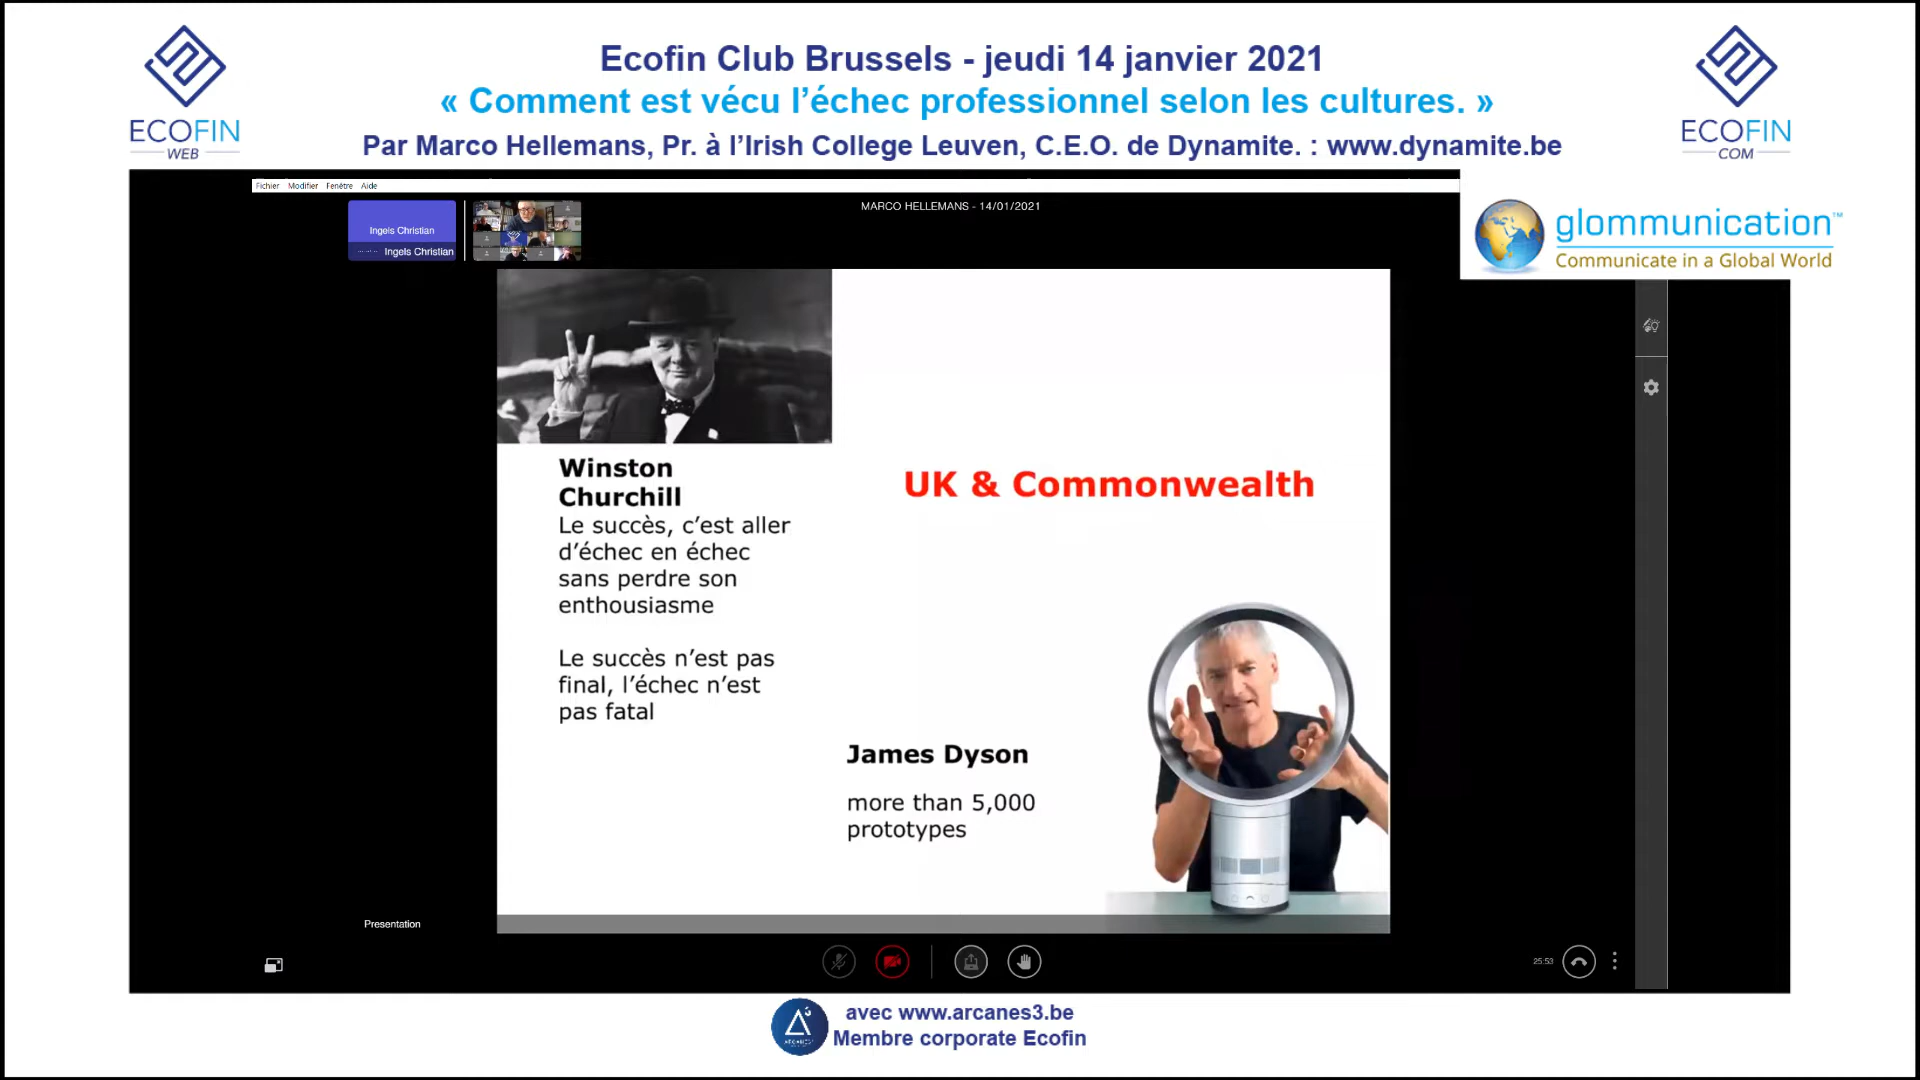 Ecofin Club Brussels - jeudi 14 janvier 2021
« Comment est vécu l’échec professionnel selon les cultures. »
Par Marco Hellemans, Pr. à l’Irish College Leuven, C.E.O. de Dynamite. : www.dynamite.be
ECOFIN
WEB
ECOFIN
COM
Fichier Modifier Fenêtre Aide
MARCO HELLEMANS - 14/01/2021
Ingels Christian
Ingels Christian
glommunication™
Communicate in a Global World
Winston
Churchill
Le succès, c’est aller
d’échec en échec
sans perdre son
enthousiasme
Le succès n’est pas
final, l’échec n’est
pas fatal
UK & Commonwealth
James Dyson
more than 5,000
prototypes
Presentation
25:53
avec www.arcanes3.be
Membre corporate Ecofin